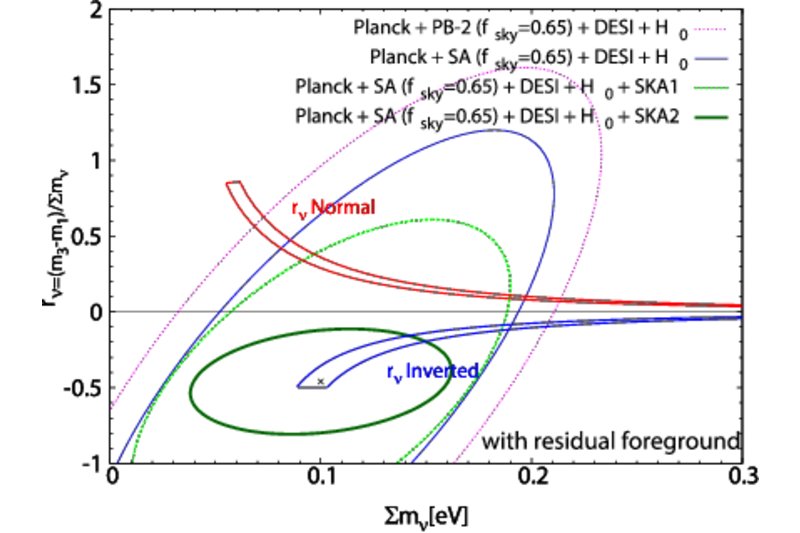 Planck + PB-2 (f sky=0.65) + DESI + H 0
Planck + SA (f sky=0.65) + DESI + H 0
Planck + SA (f sky=0.65) + DESI + H 0 + SKA1
Planck + SA (f sky=0.65) + DESI + H 0 + SKA2
2
1.5
1
0.5
0
-0.5
-1
rν=(m3-m1)/Σmν
rν Normal
rν Inverted
with residual foreground
0
0.1
0.2
0.3
Σmν[eV]